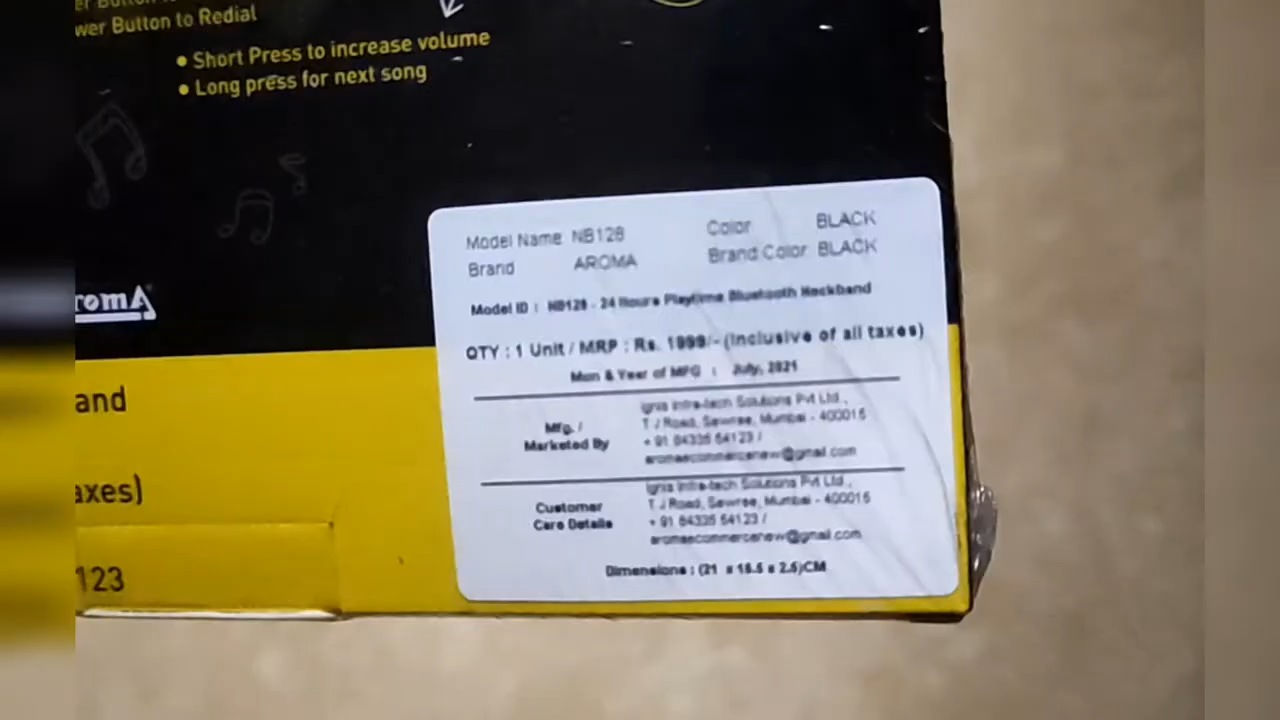 wer Button to Redial
• Short Press to increase volume
• Long press for next song
romA
and
axes)
123
Model Name NB128 Color BLACK
Brand AROMA Brand Color BLACK
Model ID : NB128 - 24 Hours Playtime Bluetooth Neckband
QTY : 1 Unit / MRP : Rs. 1999/- (Inclusive of all taxes)
Mon & Year of MFG : July, 2021
Mfg. /
Marketed By
Ignis Infra-tech Solutions Pvt Ltd.,
T J Road, Sewree, Mumbai - 400015
+ 91 84335 54123 /
aromaecommercenew@gmail.com
Customer
Care Details
Ignis Infra-tech Solutions Pvt Ltd.,
T J Road, Sewree, Mumbai - 400015
+ 91 84335 54123 /
aromaecommercenew@gmail.com
Dimensions : (21 x 18.5 x 2.5)CM